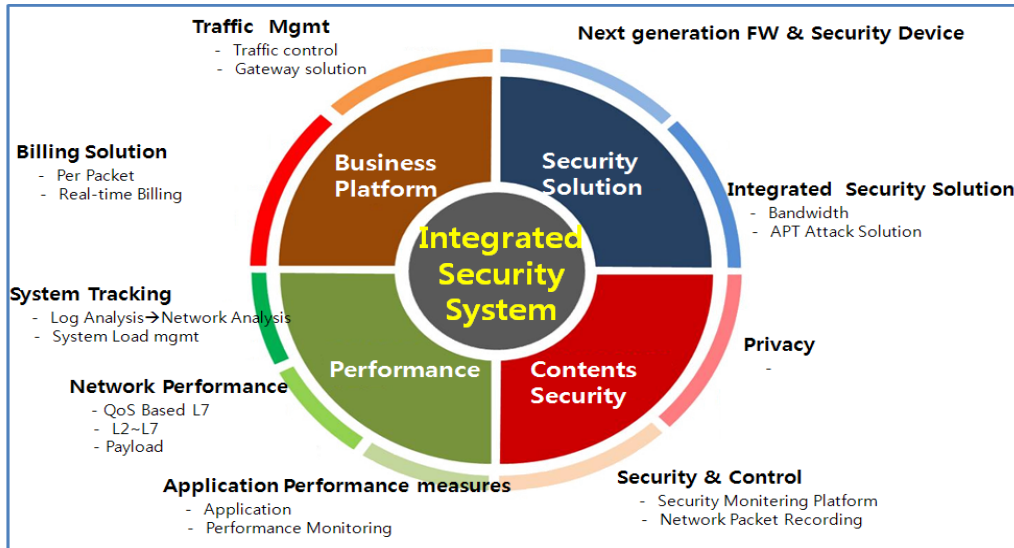 Traffic Mgmt
- Traffic control
- Gateway solution
Next generation FW & Security Device
Billing Solution
- Per Packet
- Real-time Billing
Business
Platform
Security
Solution
Integrated Security Solution
- Bandwidth
- APT Attack Solution
Integrated
Security
System
System Tracking
- Log Analysis→Network Analysis
- System Load mgmt
Performance
Contents
Security
Privacy
-
Network Performance
- QoS Based L7
- L2~L7
- Payload
Application Performance measures
- Application
- Performance Monitoring
Security & Control
- Security Monitering Platform
- Network Packet Recording